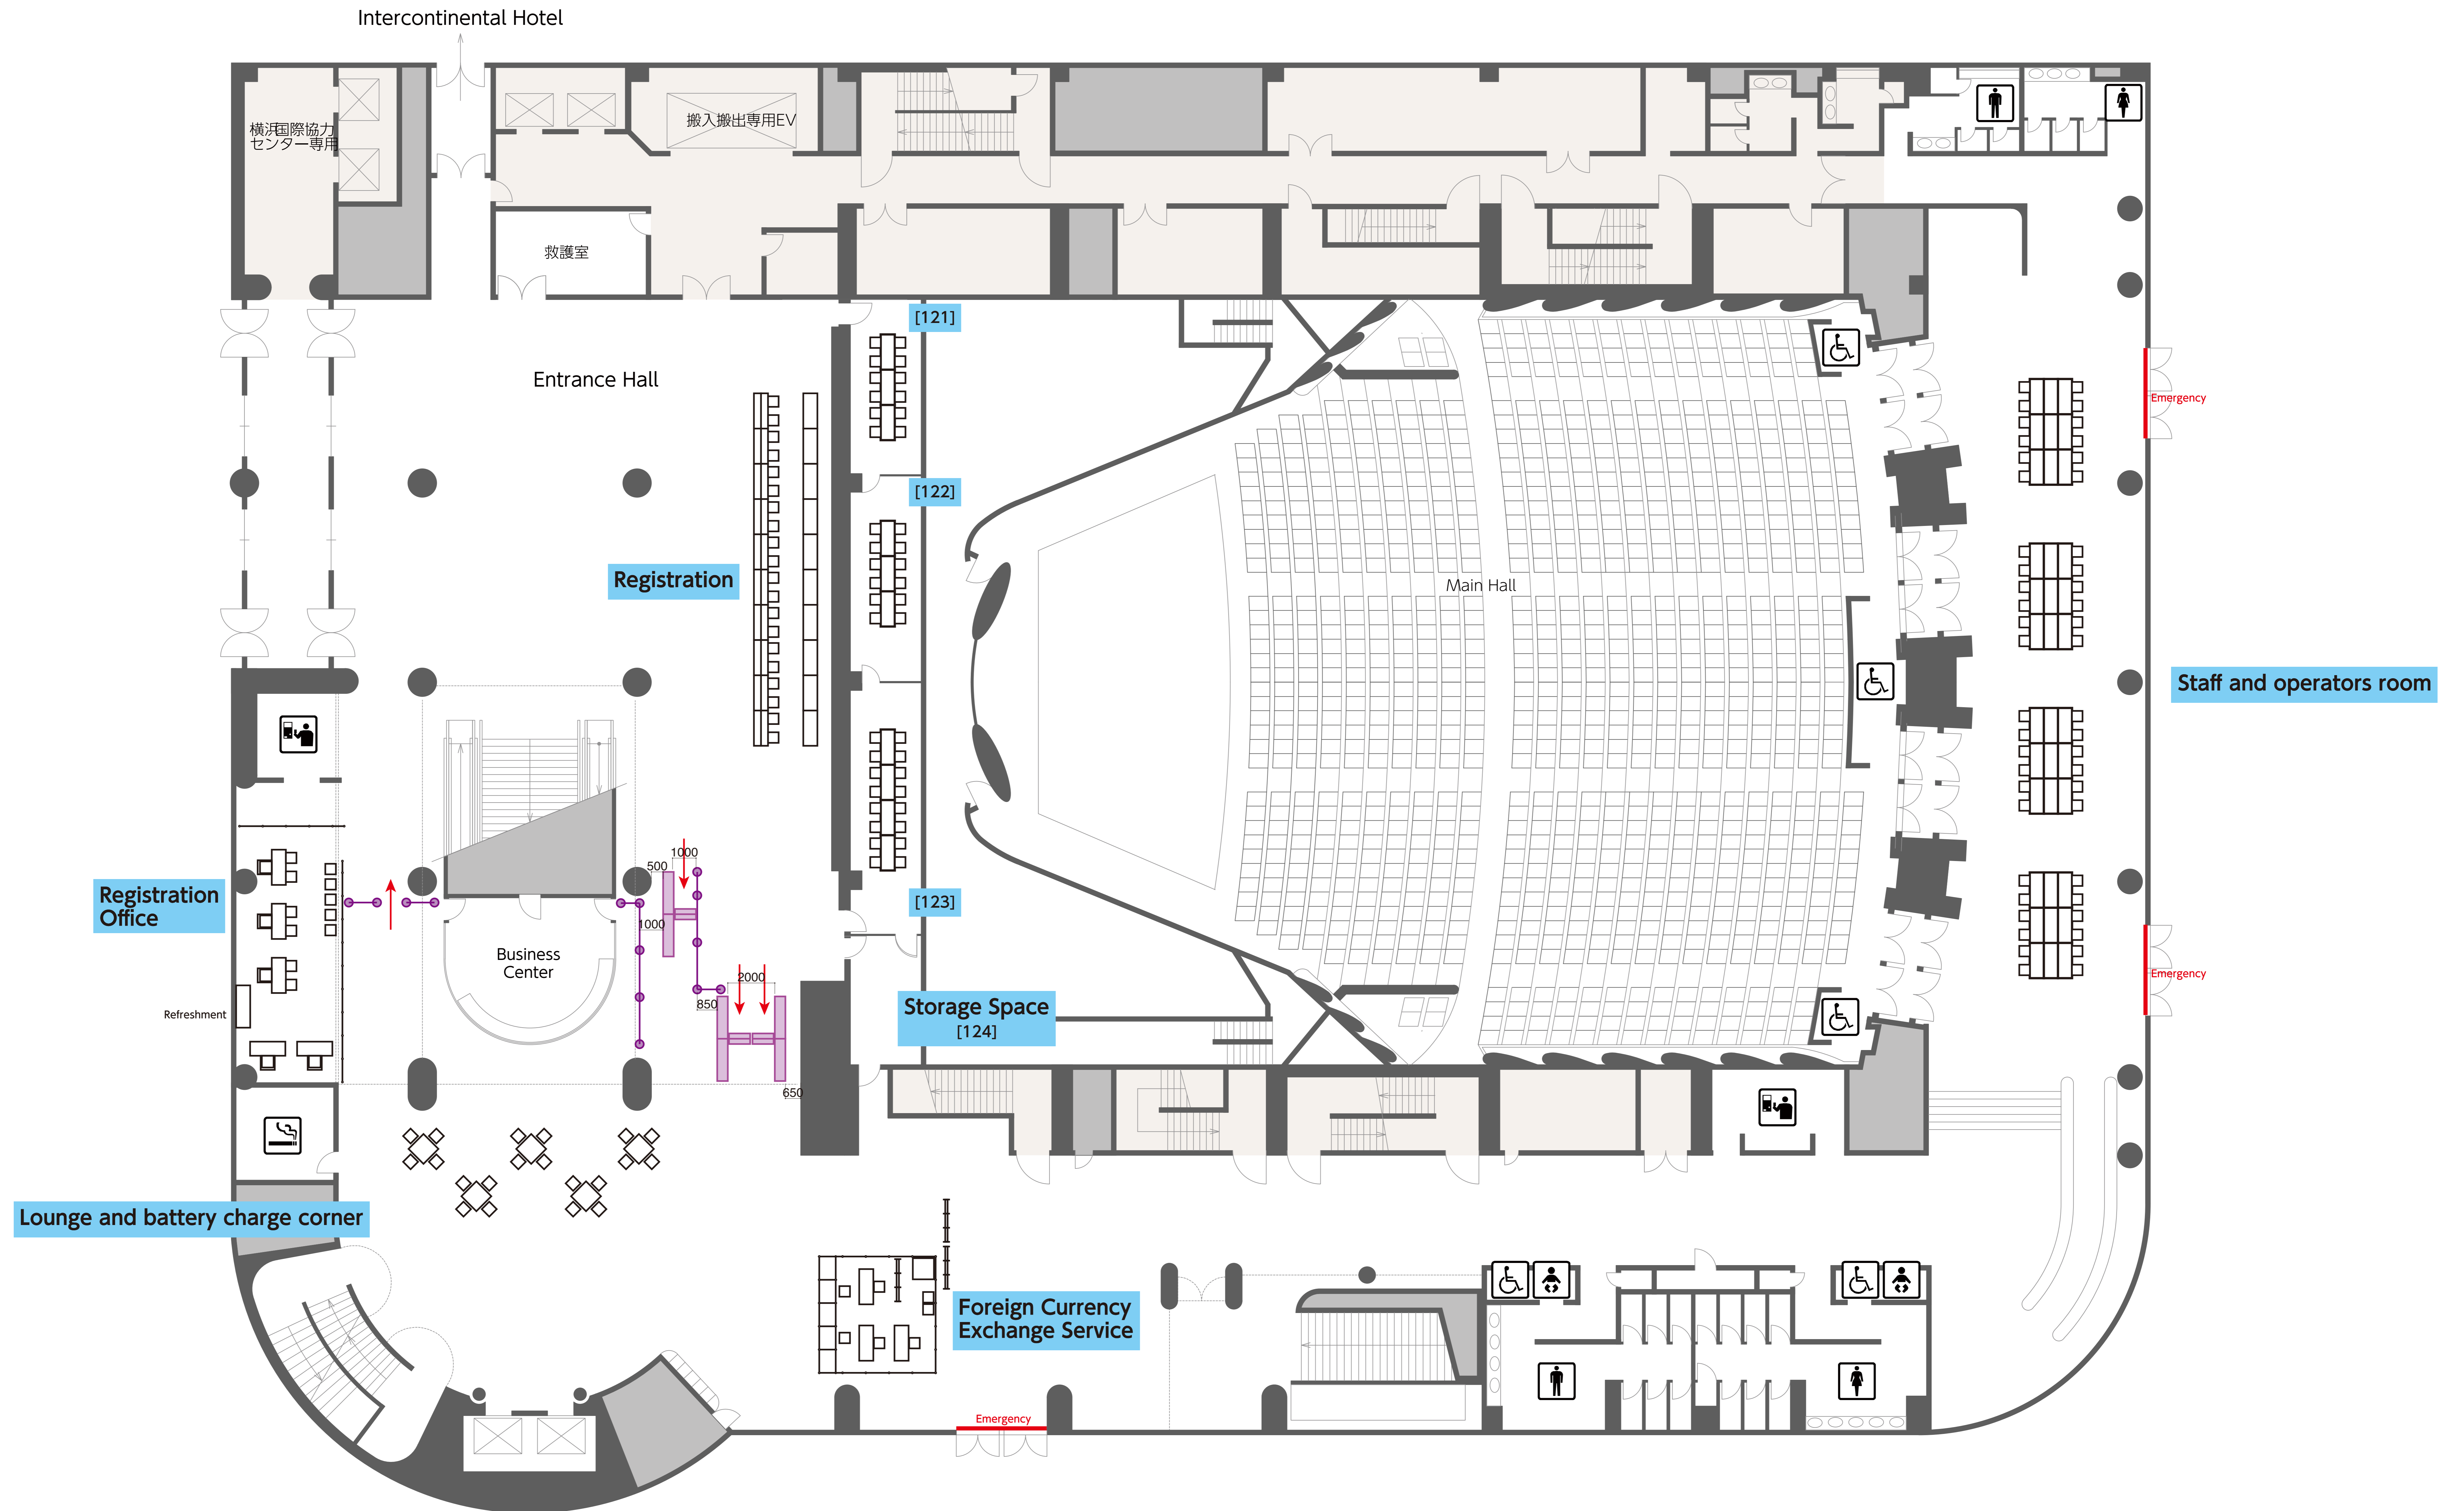 Intercontinental Hotel
横浜国際協力
センター専用
搬入搬出専用EV
救護室
[121]
Entrance Hall
Emergency
[122]
Registration
Main Hall
Staff and operators room
1000
500
Registration
Office
[123]
1000
Business
Center
2000
Emergency
850
Refreshment
Storage Space
[124]
650
Lounge and battery charge corner
Foreign Currency
Exchange Service
Emergency